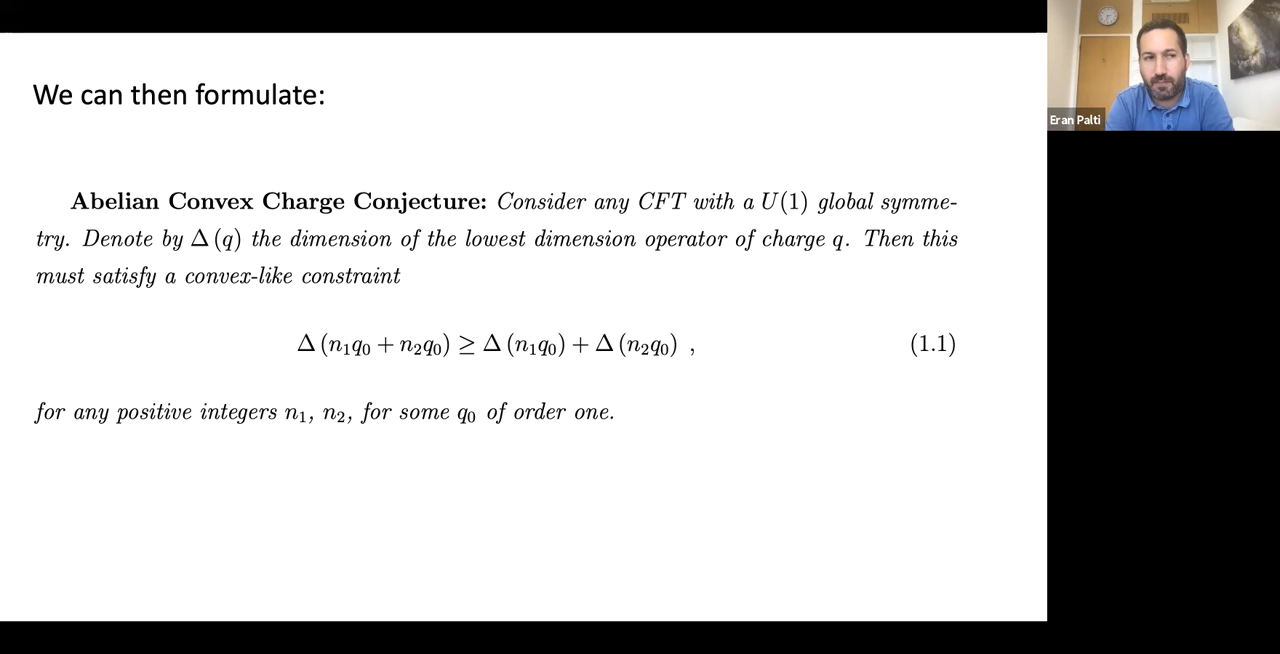 We can then formulate:
Abelian Convex Charge Conjecture: Consider any CFT with a U(1) global symme-
try. Denote by Δ (q) the dimension of the lowest dimension operator of charge q. Then this
must satisfy a convex-like constraint
Δ (n₁q₀ + n₂q₀) ≥ Δ (n₁q₀) + Δ (n₂q₀) , (1.1)
for any positive integers n₁, n₂, for some q₀ of order one.
Eran Palti